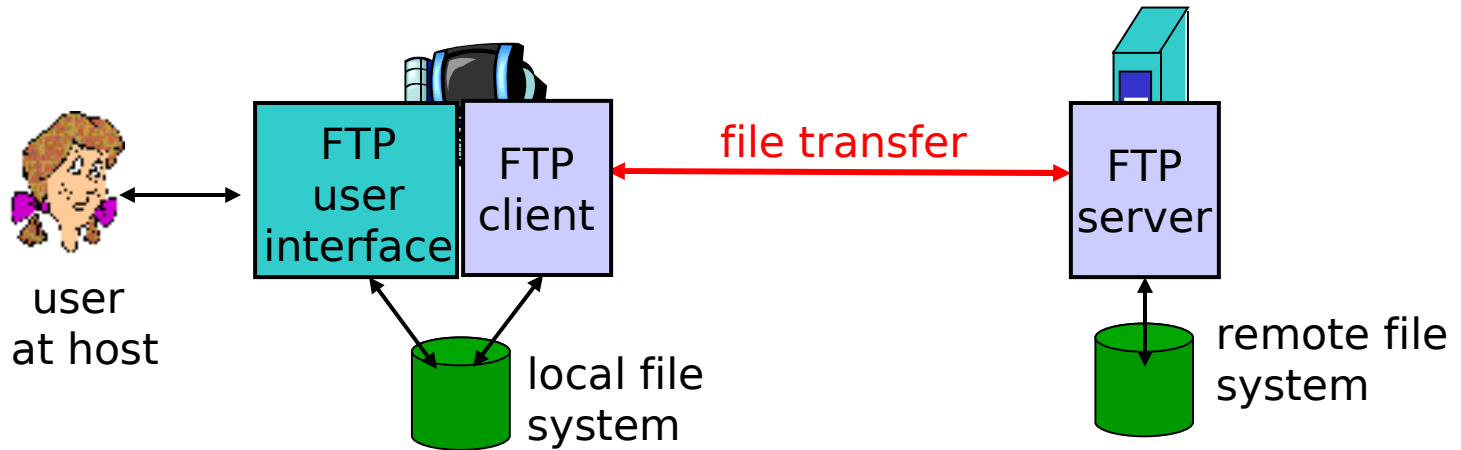 FTP
user
interface
FTP
client
file transfer
FTP
server
user
at host
local file
system
remote file
system